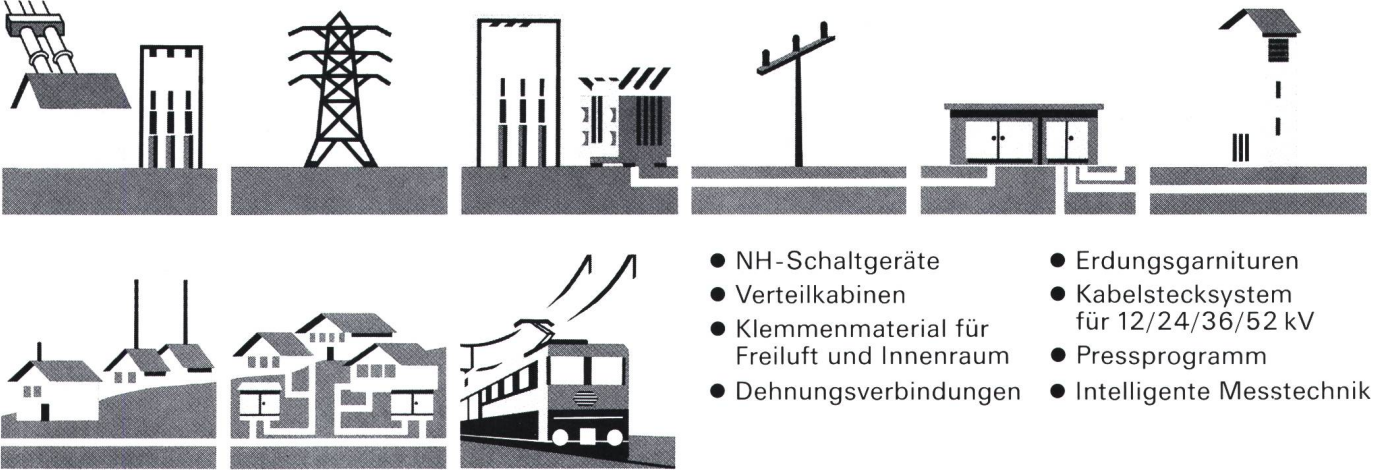 ● NH-Schaltgeräte
● Verteilkabinen
● Klemmenmaterial für
Freiluft und Innenraum
● Dehnungsverbindungen
● Erdungsgarnituren
● Kabelstecksystem
für 12/24/36/52 kV
● Pressprogramm
● Intelligente Messtechnik